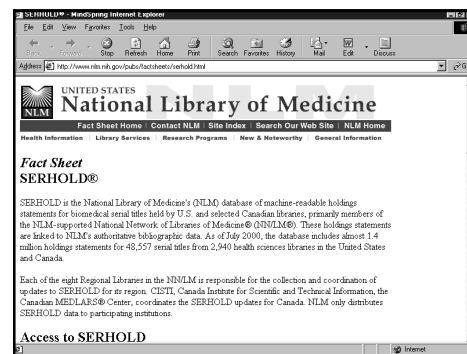 SERHOLD® - MindSpring Internet Explorer
File Edit View Favorites Tools Help
Back Forward Stop Refresh Home Print Search Favorites History Mail Edit Discuss
Address http://www.nlm.nih.gov/pubs/factsheets/serhold.html
UNITED STATES
National Library of Medicine
NLM
Fact Sheet Home | Contact NLM | Site Index | Search Our Web Site | NLM Home
Health Information | Library Services | Research Programs | New & Noteworthy | General Information
Fact Sheet
SERHOLD®
SERHOLD is the National Library of Medicine's (NLM) database of machine-readable holdings
statements for biomedical serial titles held by U.S. and selected Canadian libraries, primarily members of
the NLM-supported National Network of Libraries of Medicine® (NN/LM®). These holdings statements
are linked to NLM's authoritative bibliographic data. As of July 2000, the database includes almost 1.4
million holdings statements for 48,557 serial titles from 2,940 health sciences libraries in the United States
and Canada.
Each of the eight Regional Libraries in the NN/LM is responsible for the collection and coordination of
updates to SERHOLD for its region. CISTI, Canada Institute for Scientific and Technical Information, the
Canadian MEDLARS® Center, coordinates the SERHOLD updates for Canada. NLM only distributes
SERHOLD data to participating institutions.
Access to SERHOLD
Internet